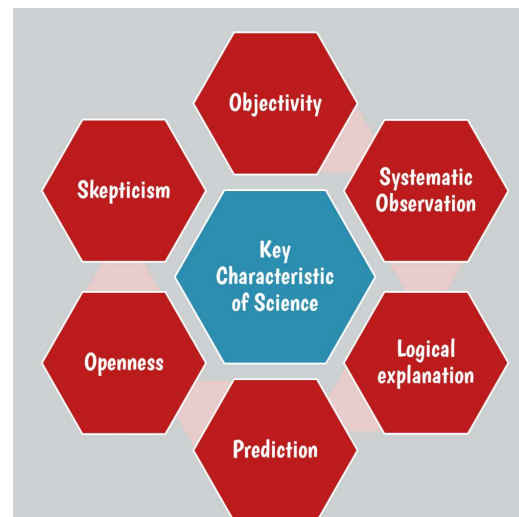 Objectivity
Systematic
Observation
Logical
explanation
Prediction
Openness
Skepticism
Key
Characteristic
of Science